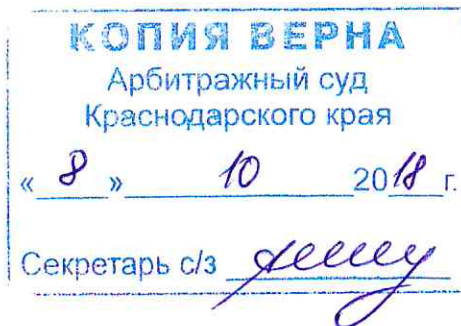 КОПИЯ ВЕРНА
Арбитражный суд
Краснодарского края
« 8 » 10 2018 г.
Секретарь с/з